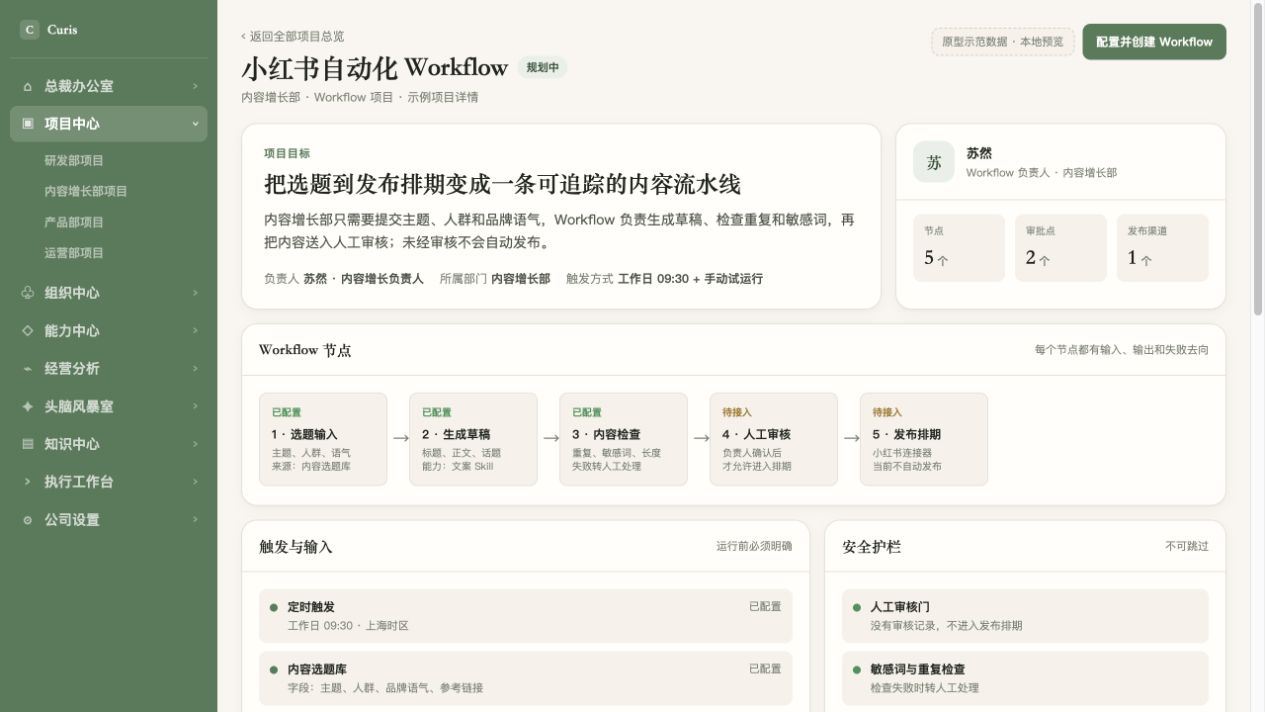 C Curis
总裁办公室
项目中心
研发部项目
内容增长部项目
产品部项目
运营部项目
组织中心
能力中心
经营分析
头脑风暴室
知识中心
执行工作台
公司设置
‹ 返回全部项目总览
小红书自动化 Workflow 规划中
内容增长部 · Workflow 项目 · 示例项目详情
原型示范数据 · 本地预览
配置并创建 Workflow
项目目标
把选题到发布排期变成一条可追踪的内容流水线
内容增长部只需要提交主题、人群和品牌语气，Workflow 负责生成草稿、检查重复和敏感词，再
把内容送入人工审核；未经审核不会自动发布。
负责人 苏然 · 内容增长负责人 所属部门 内容增长部 触发方式 工作日 09:30 + 手动试运行
苏
苏然
Workflow 负责人 · 内容增长部
节点
5 个
审批点
2 个
发布渠道
1 个
Workflow 节点
每个节点都有输入、输出和失败去向
已配置
1 · 选题输入
主题、人群、语气
来源：内容选题库
→
已配置
2 · 生成草稿
标题、正文、话题
能力：文案 Skill
→
已配置
3 · 内容检查
重复、敏感词、长度
失败转人工处理
→
待接入
4 · 人工审核
负责人确认后
才允许进入排期
→
待接入
5 · 发布排期
小红书连接器
当前不自动发布
触发与输入
运行前必须明确
定时触发
已配置
工作日 09:30 · 上海时区
内容选题库
已配置
字段：主题、人群、品牌语气、参考链接
安全护栏
不可跳过
人工审核门
没有审核记录，不进入发布排期
敏感词与重复检查
检查失败时转人工处理